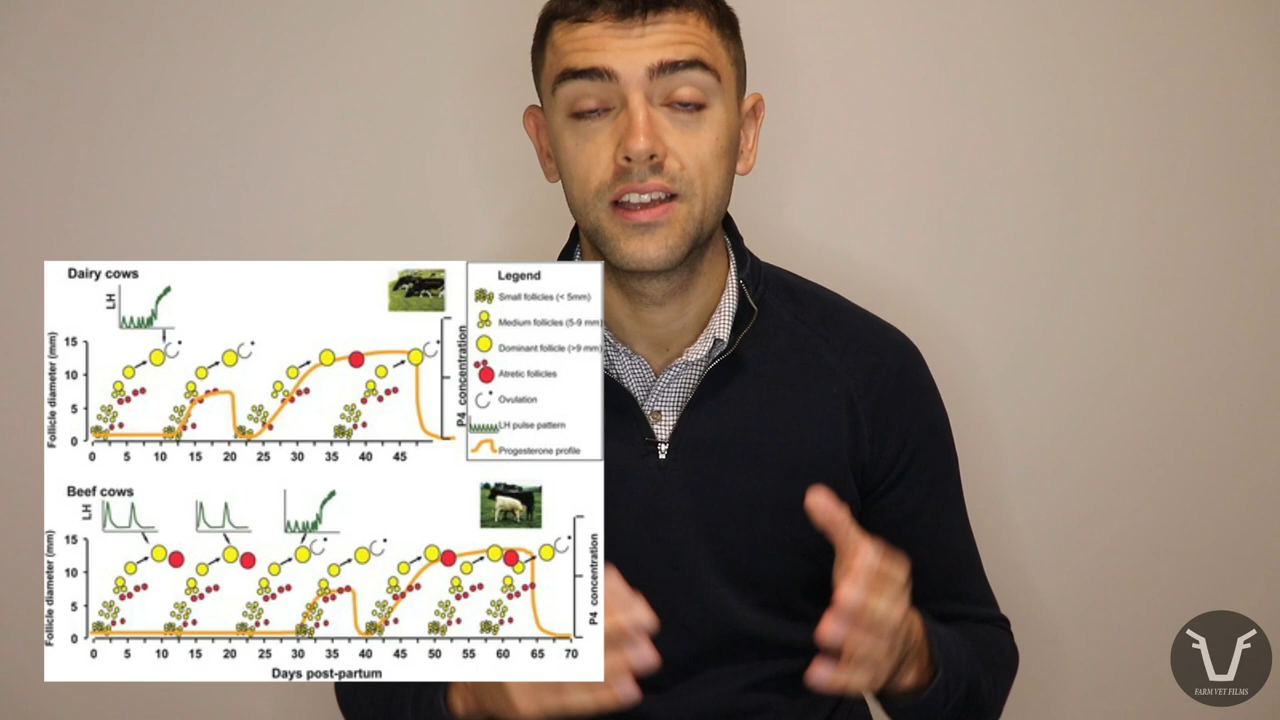 Dairy cows
LH
Follicle diameter (mm)
15
10
5
0
0 5 10 15 20 25 30 35 40 45
P4 concentration
Legend
Small follicles (< 5mm)
Medium follicles (5-9 mm)
Dominant follicle (>9 mm)
Atretic follicles
Ovulation
LH pulse pattern
Progesterone profile
Beef cows
LH
Follicle diameter (mm)
15
10
5
0
0 5 10 15 20 25 30 35 40 45 50 55 60 65 70
Days post-partum
P4 concentration
FARM VET FILMS